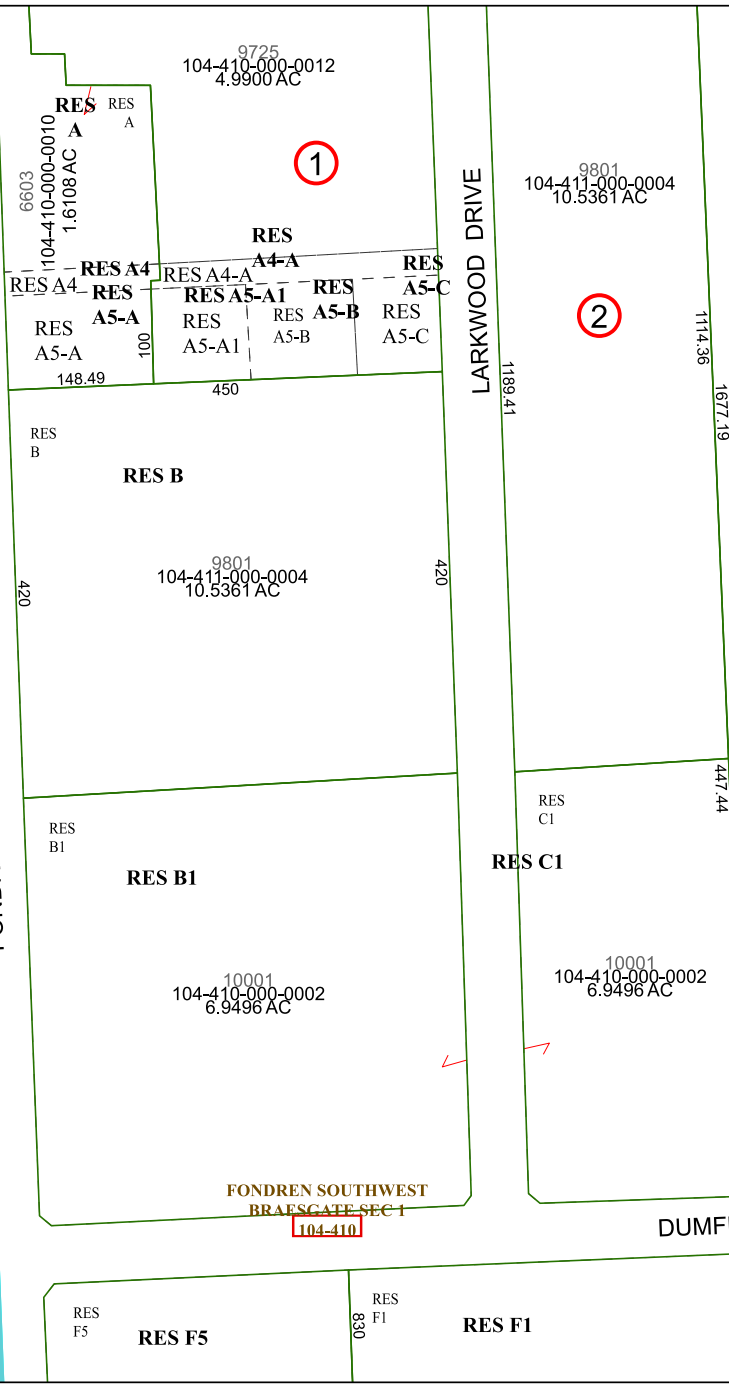 9725
104-410-000-0012
4.9900 AC
RES
A
RES
A
6603
104-410-000-0010
1.6108 AC
1
9801
104-411-000-0004
10.5361 AC
LARKWOOD DRIVE
RES
A4-A
RES A4
RES A4-A
RES
A5-C
RES A4
RES
A5-A
RES A5-A1
RES
A5-B
RES
A5-A
100
RES
A5-A1
RES
A5-B
RES
A5-C
2
1114.36
1189.41
1677.19
148.49
450
RES
B
RES B
9801
104-411-000-0004
10.5361 AC
420
420
447.44
RES
B1
RES B1
RES
C1
RES C1
10001
104-410-000-0002
6.9496 AC
10001
104-410-000-0002
6.9496 AC
FONDREN SOUTHWEST
BRAESGATE SEC 1
104-410
RES
F5
RES F5
830
RES
F1
RES F1